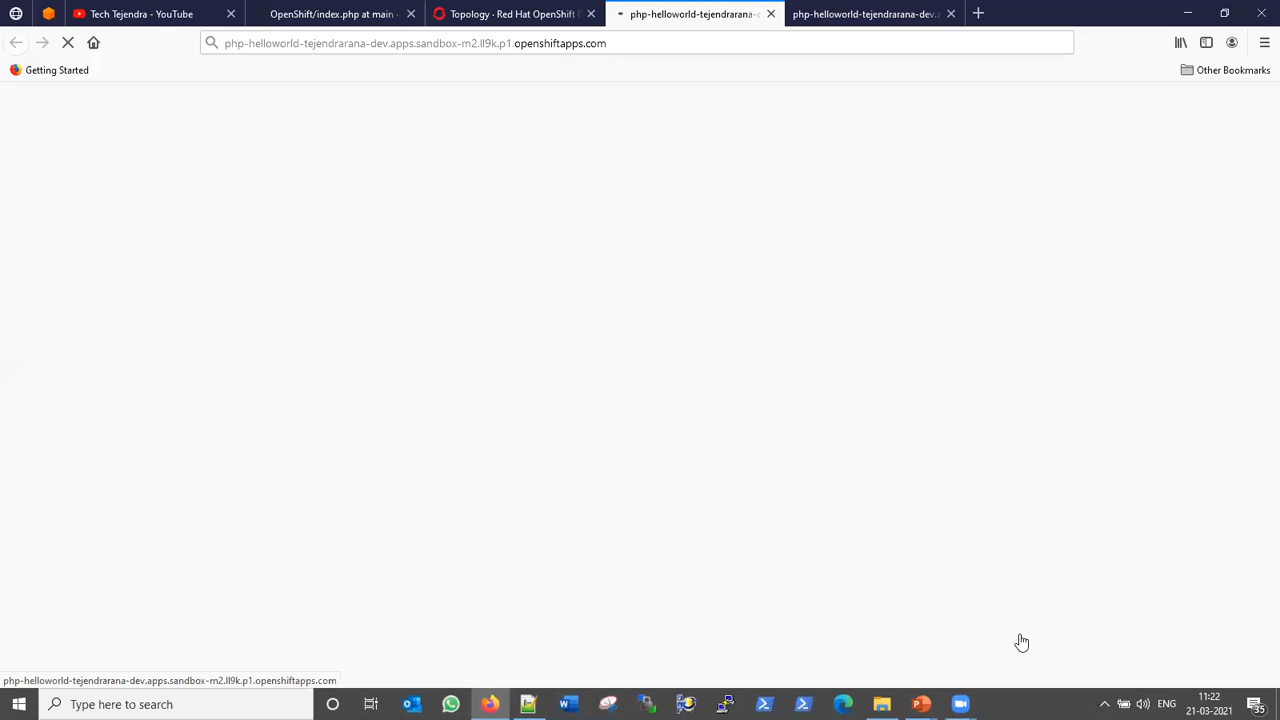 Tech Tejendra - YouTube
OpenShift/index.php at main ·
Topology · Red Hat OpenShift
php-helloworld-tejendrarana-
php-helloworld-tejendrarana-dev.a
php-helloworld-tejendrarana-dev.apps.sandbox-m2.ll9k.p1.openshiftapps.com
Getting Started
Other Bookmarks
php-helloworld-tejendrarana-dev.apps.sandbox-m2.ll9k.p1.openshiftapps.com
Type here to search
ENG
11:22
21-03-2021
35